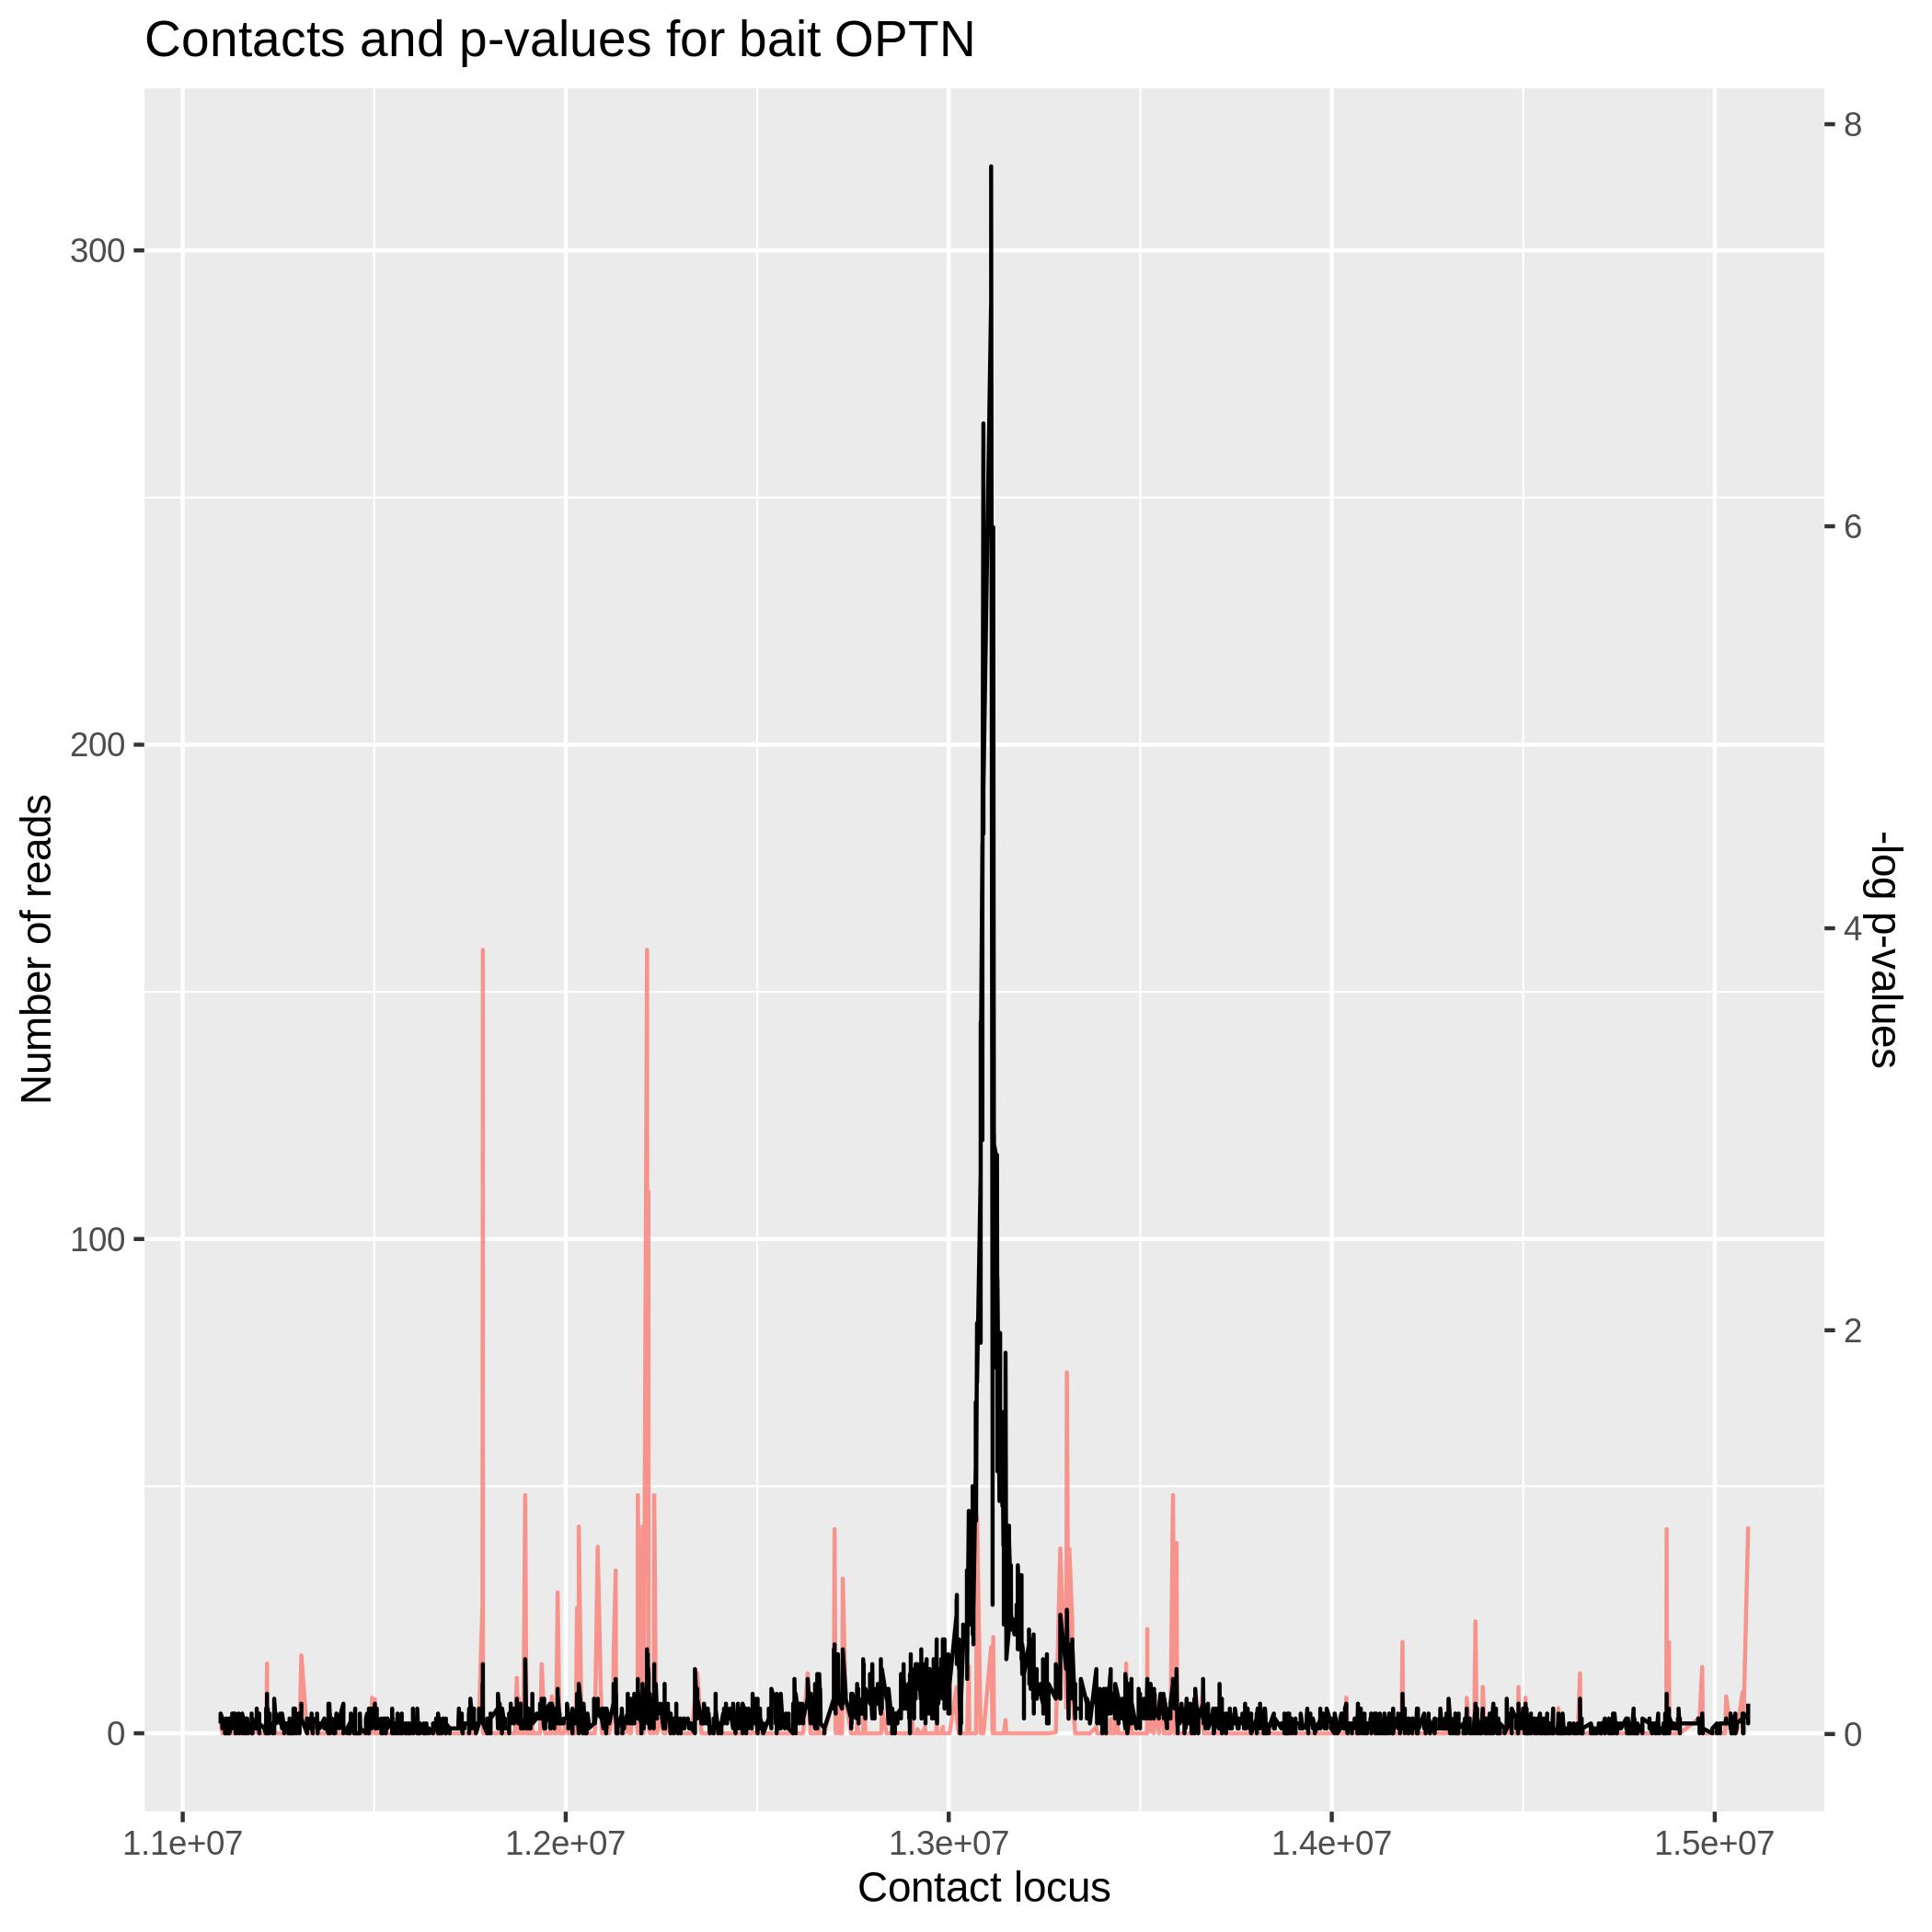 Contacts and p-values for bait OPTN
Number of reads
300
200
100
0
8
6
4
2
0
-log p-values
1.1e+07
1.2e+07
1.3e+07
1.4e+07
1.5e+07
Contact locus